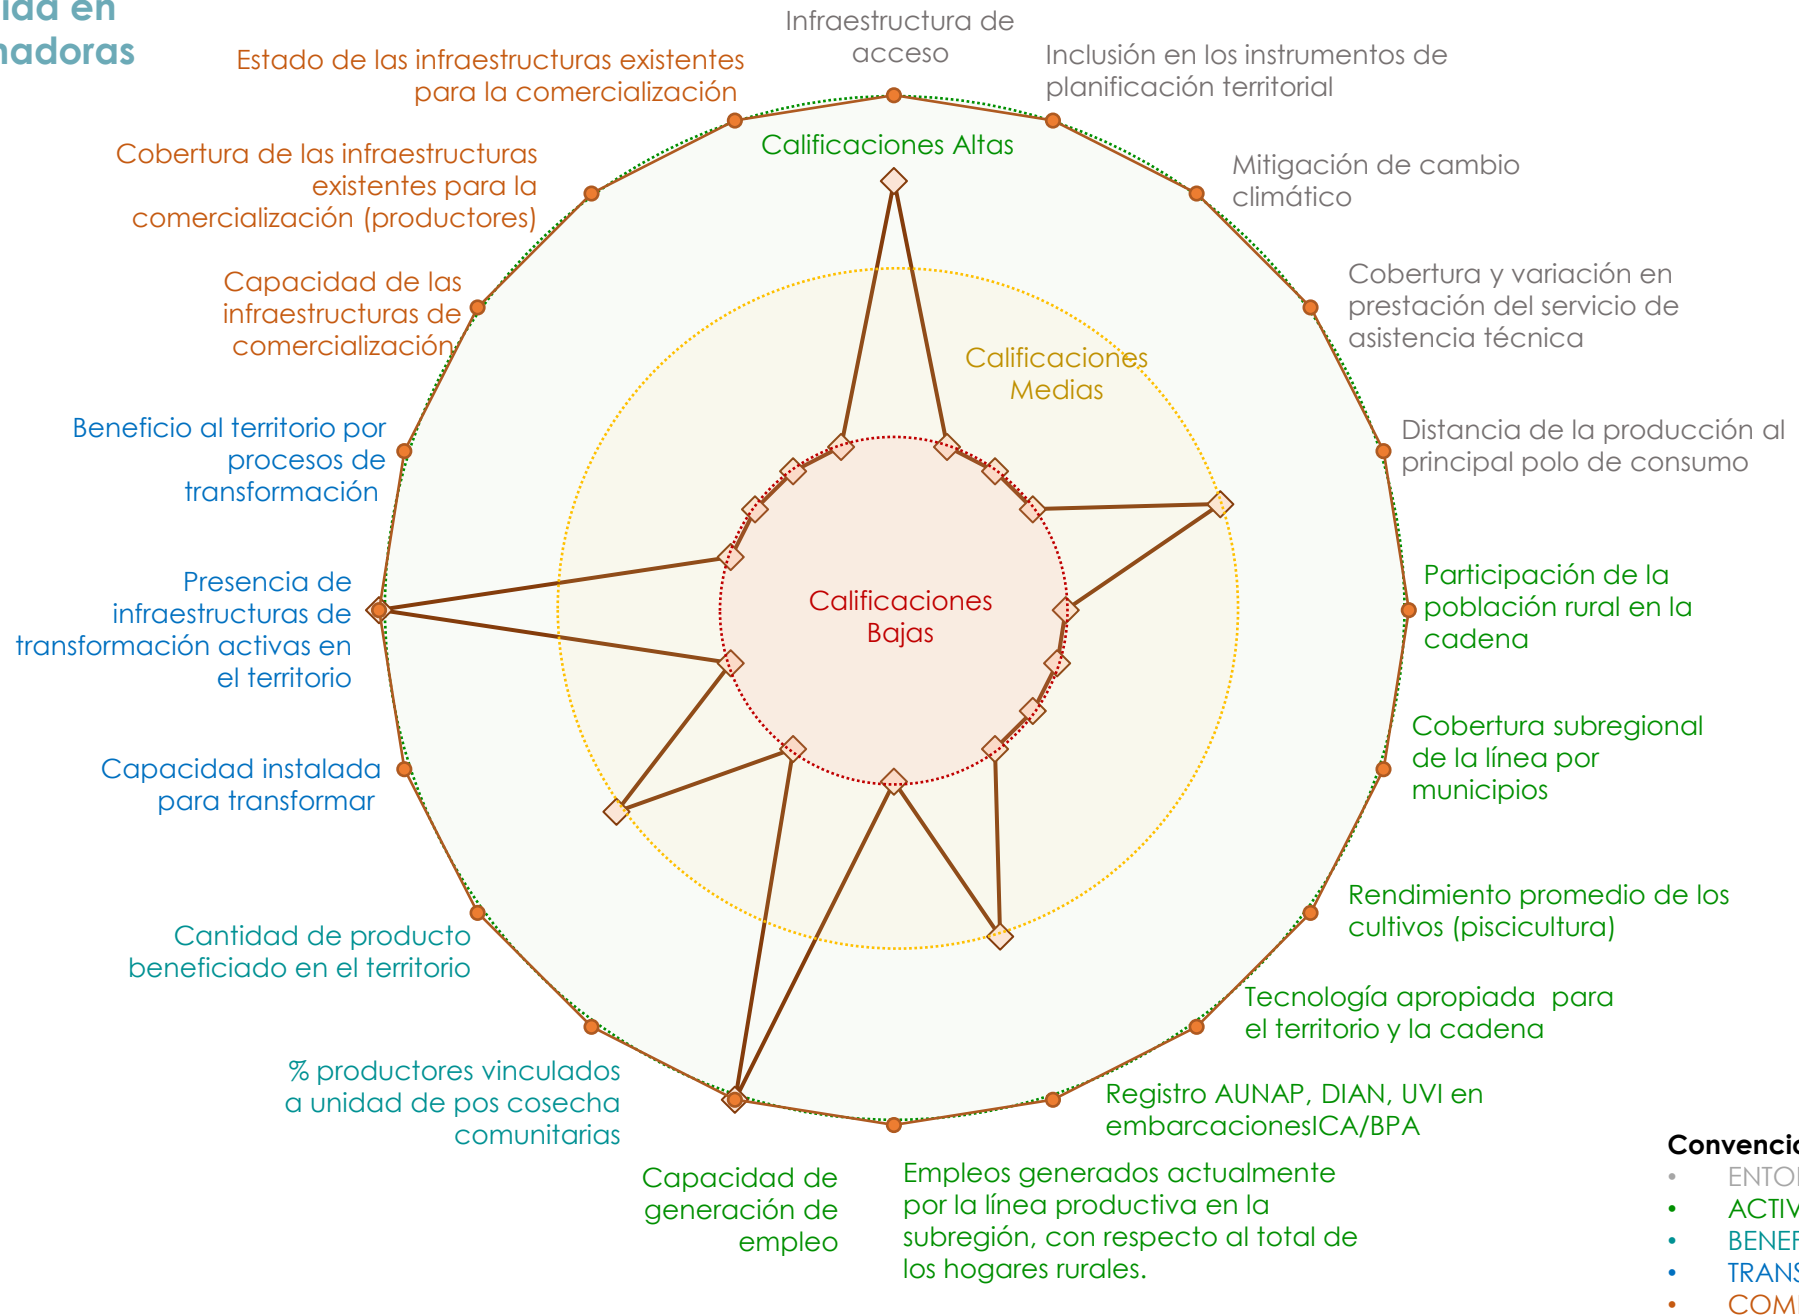 Infraestructura de
acceso
Estado de las infraestructuras existentes
para la comercialización
Inclusión en los instrumentos de
planificación territorial
Calificaciones Altas
Cobertura de las infraestructuras
existentes para la
comercialización (productores)
Mitigación de cambio
climático
Capacidad de las
infraestructuras de
comercialización
Cobertura y variación en
prestación del servicio de
asistencia técnica
Calificaciones
Medias
Beneficio al territorio por
procesos de
transformación
Distancia de la producción al
principal polo de consumo
Presencia de
infraestructuras de
transformación activas en
el territorio
Calificaciones
Bajas
Participación de la
población rural en la
cadena
Capacidad instalada
para transformar
Cobertura subregional
de la línea por
municipios
Cantidad de producto
beneficiado en el territorio
Rendimiento promedio de los
cultivos (piscicultura)
Tecnología apropiada para
el territorio y la cadena
% productores vinculados
a unidad de pos cosecha
comunitarias
Registro AUNAP, DIAN, UVI en
embarcacionesICA/BPA
Capacidad de
generación de
empleo
Empleos generados actualmente
por la línea productiva en la
subregión, con respecto al total de
los hogares rurales.